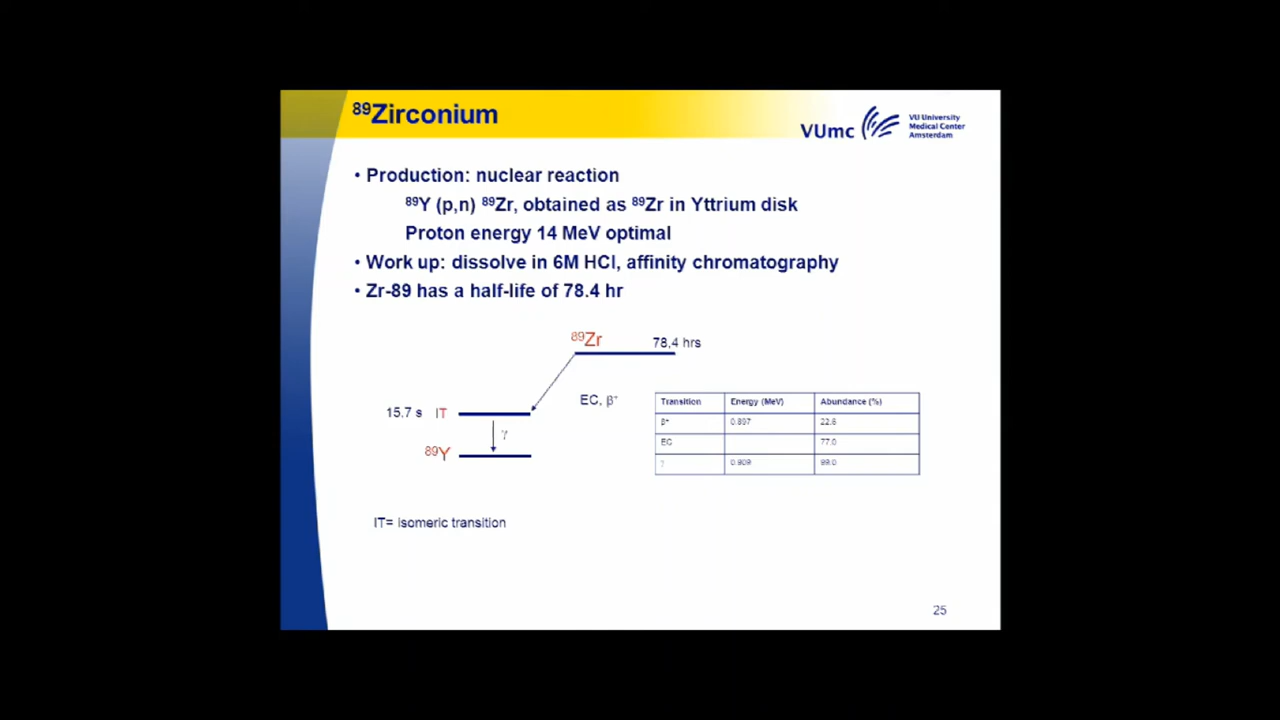 ⁸⁹Zirconium
VUmc
VU University
Medical Center
Amsterdam
• Production: nuclear reaction
⁸⁹Y (p,n) ⁸⁹Zr, obtained as ⁸⁹Zr in Yttrium disk
Proton energy 14 MeV optimal
• Work up: dissolve in 6M HCl, affinity chromatography
• Zr-89 has a half-life of 78.4 hr
⁸⁹Zr 78,4 hrs
EC, β⁺
15.7 s IT
γ
⁸⁹Y
Transition Energy (MeV) Abundance (%)
β⁺ 0.897 22.6
EC 77.0
γ 0.909 99.0
IT= isomeric transition
25